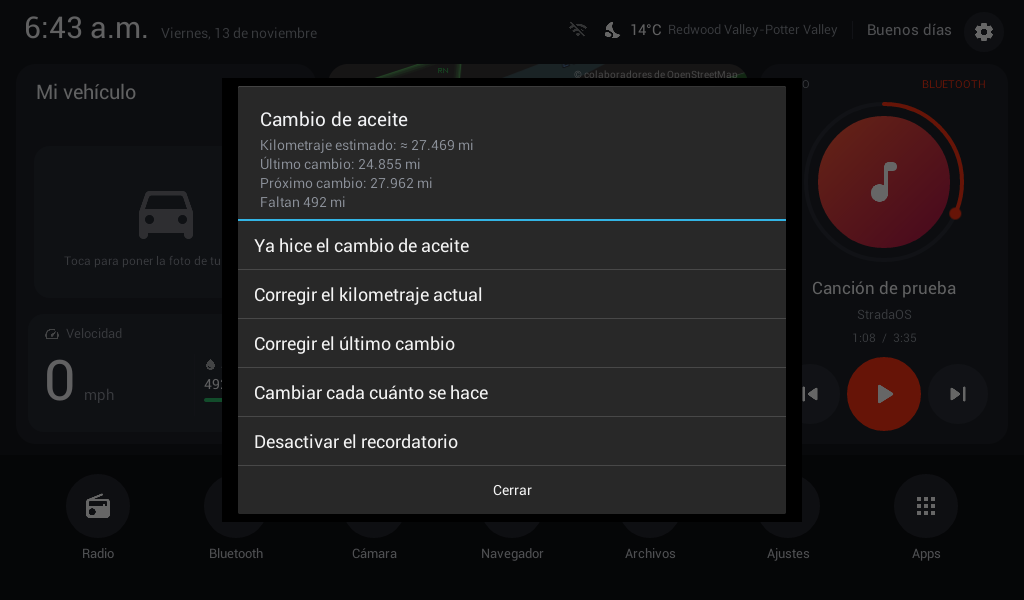 6:43 a.m.
Viernes, 13 de noviembre
14°C
Redwood Valley-Potter Valley
Buenos días
Mi vehículo
© colaboradores de OpenStreetMap
BLUETOOTH
Cambio de aceite
Kilometraje estimado: ≈ 27.469 mi
Último cambio: 24.855 mi
Próximo cambio: 27.962 mi
Faltan 492 mi
Ya hice el cambio de aceite
Corregir el kilometraje actual
Corregir el último cambio
Cambiar cada cuánto se hace
Desactivar el recordatorio
Cerrar
Toca para poner la foto de tu
Velocidad
0 mph
Canción de prueba
StradaOS
1:08 / 3:35
Radio
Bluetooth
Cámara
Navegador
Archivos
Ajustes
Apps